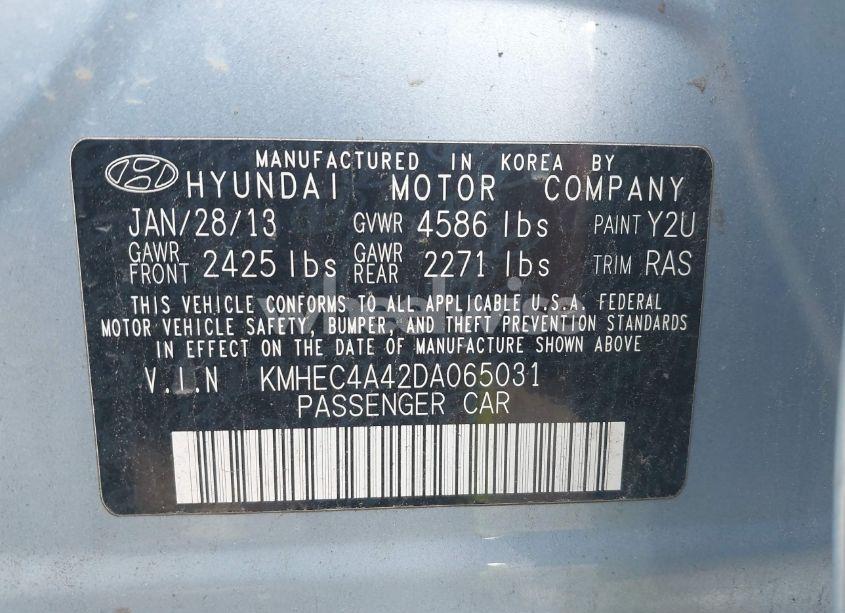 MANUFACTURED IN KOREA BY
HYUNDAI MOTOR COMPANY
JAN/28/13 GVWR 4586 lbs PAINT Y2U
GAWR FRONT 2425 lbs GAWR REAR 2271 lbs TRIM RAS
THIS VEHICLE CONFORMS TO ALL APPLICABLE U.S.A. FEDERAL
MOTOR VEHICLE SAFETY, BUMPER, AND THEFT PREVENTION STANDARDS
IN EFFECT ON THE DATE OF MANUFACTURE SHOWN ABOVE
V.I.N KMHEC4A42DA065031
PASSENGER CAR